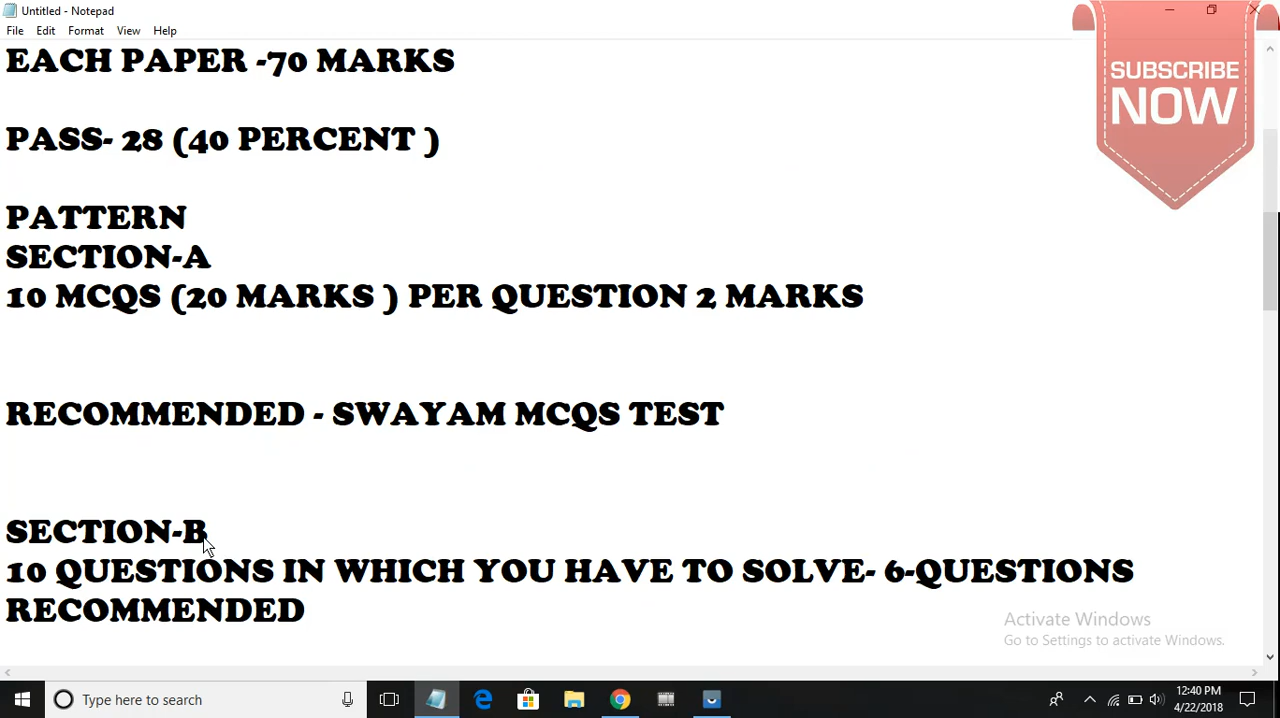 Untitled - Notepad
File Edit Format View Help
EACH PAPER -70 MARKS
PASS- 28 (40 PERCENT )
PATTERN
SECTION-A
10 MCQS (20 MARKS ) PER QUESTION 2 MARKS
RECOMMENDED - SWAYAM MCQS TEST
SECTION-B
10 QUESTIONS IN WHICH YOU HAVE TO SOLVE- 6-QUESTIONS
RECOMMENDED
SUBSCRIBE
NOW
Activate Windows
Go to Settings to activate Windows.
Type here to search
12:40 PM
4/22/2018